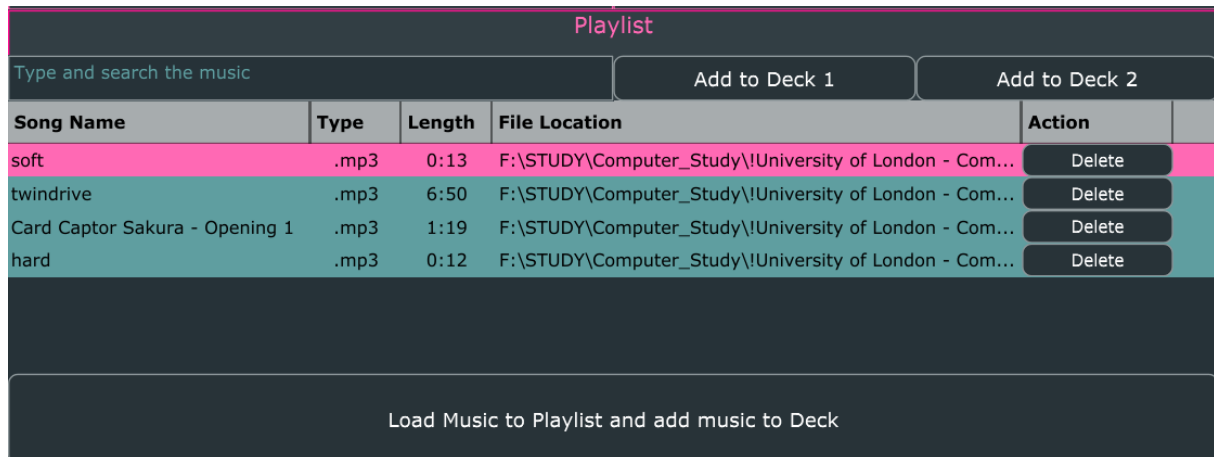 Playlist
Type and search the music Add to Deck 1 Add to Deck 2
Song Name Type Length File Location Action
soft .mp3 0:13 F:\STUDY\Computer_Study\!University of London - Com... Delete
twindrive .mp3 6:50 F:\STUDY\Computer_Study\!University of London - Com... Delete
Card Captor Sakura - Opening 1 .mp3 1:19 F:\STUDY\Computer_Study\!University of London - Com... Delete
hard .mp3 0:12 F:\STUDY\Computer_Study\!University of London - Com... Delete
Load Music to Playlist and add music to Deck